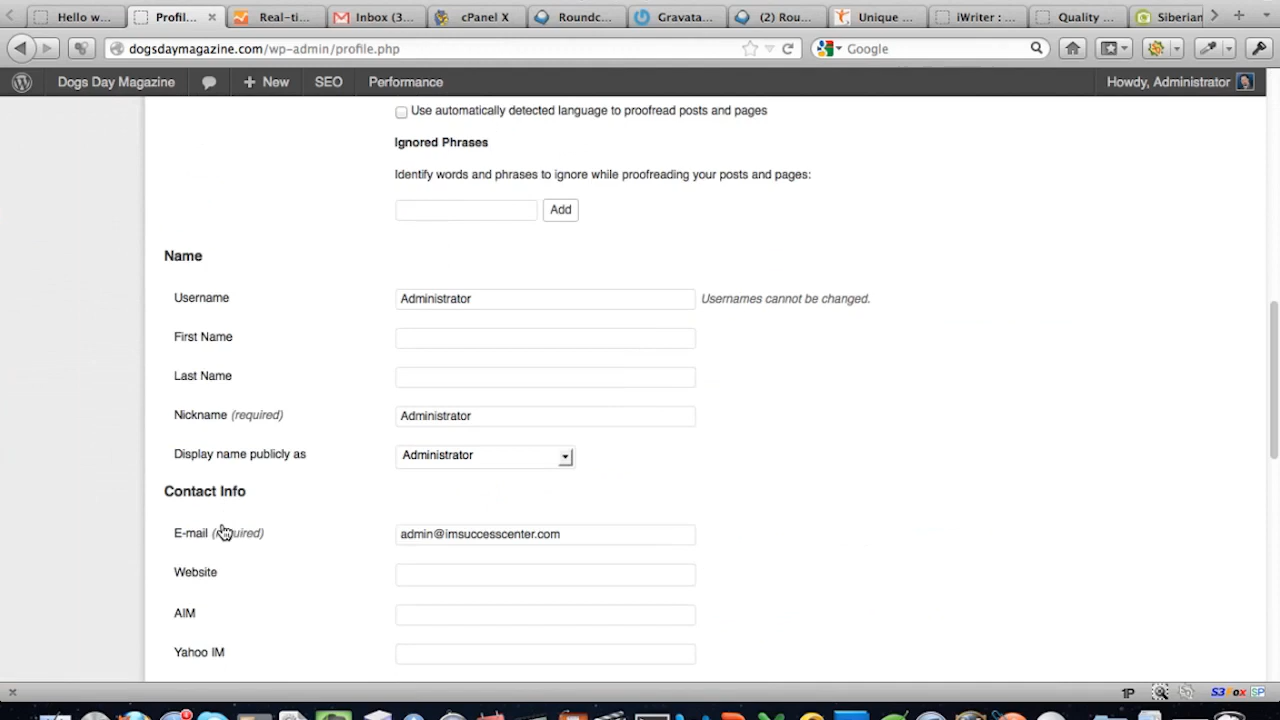 Hello w...
Profil...
Real-ti...
Inbox (3...
cPanel X
Roundc...
Gravata...
(2) Rou...
Unique ...
iWriter : ...
Quality ...
Siberian
dogsdaymagazine.com/wp-admin/profile.php
Google
Dogs Day Magazine
+ New
SEO
Performance
Howdy, Administrator
Use automatically detected language to proofread posts and pages
Ignored Phrases
Identify words and phrases to ignore while proofreading your posts and pages:
Add
Name
Username
Administrator
Usernames cannot be changed.
First Name
Last Name
Nickname (required)
Administrator
Display name publicly as
Administrator
Contact Info
E-mail (required)
admin@imsuccesscenter.com
Website
AIM
Yahoo IM
1P
S3Fox
SP